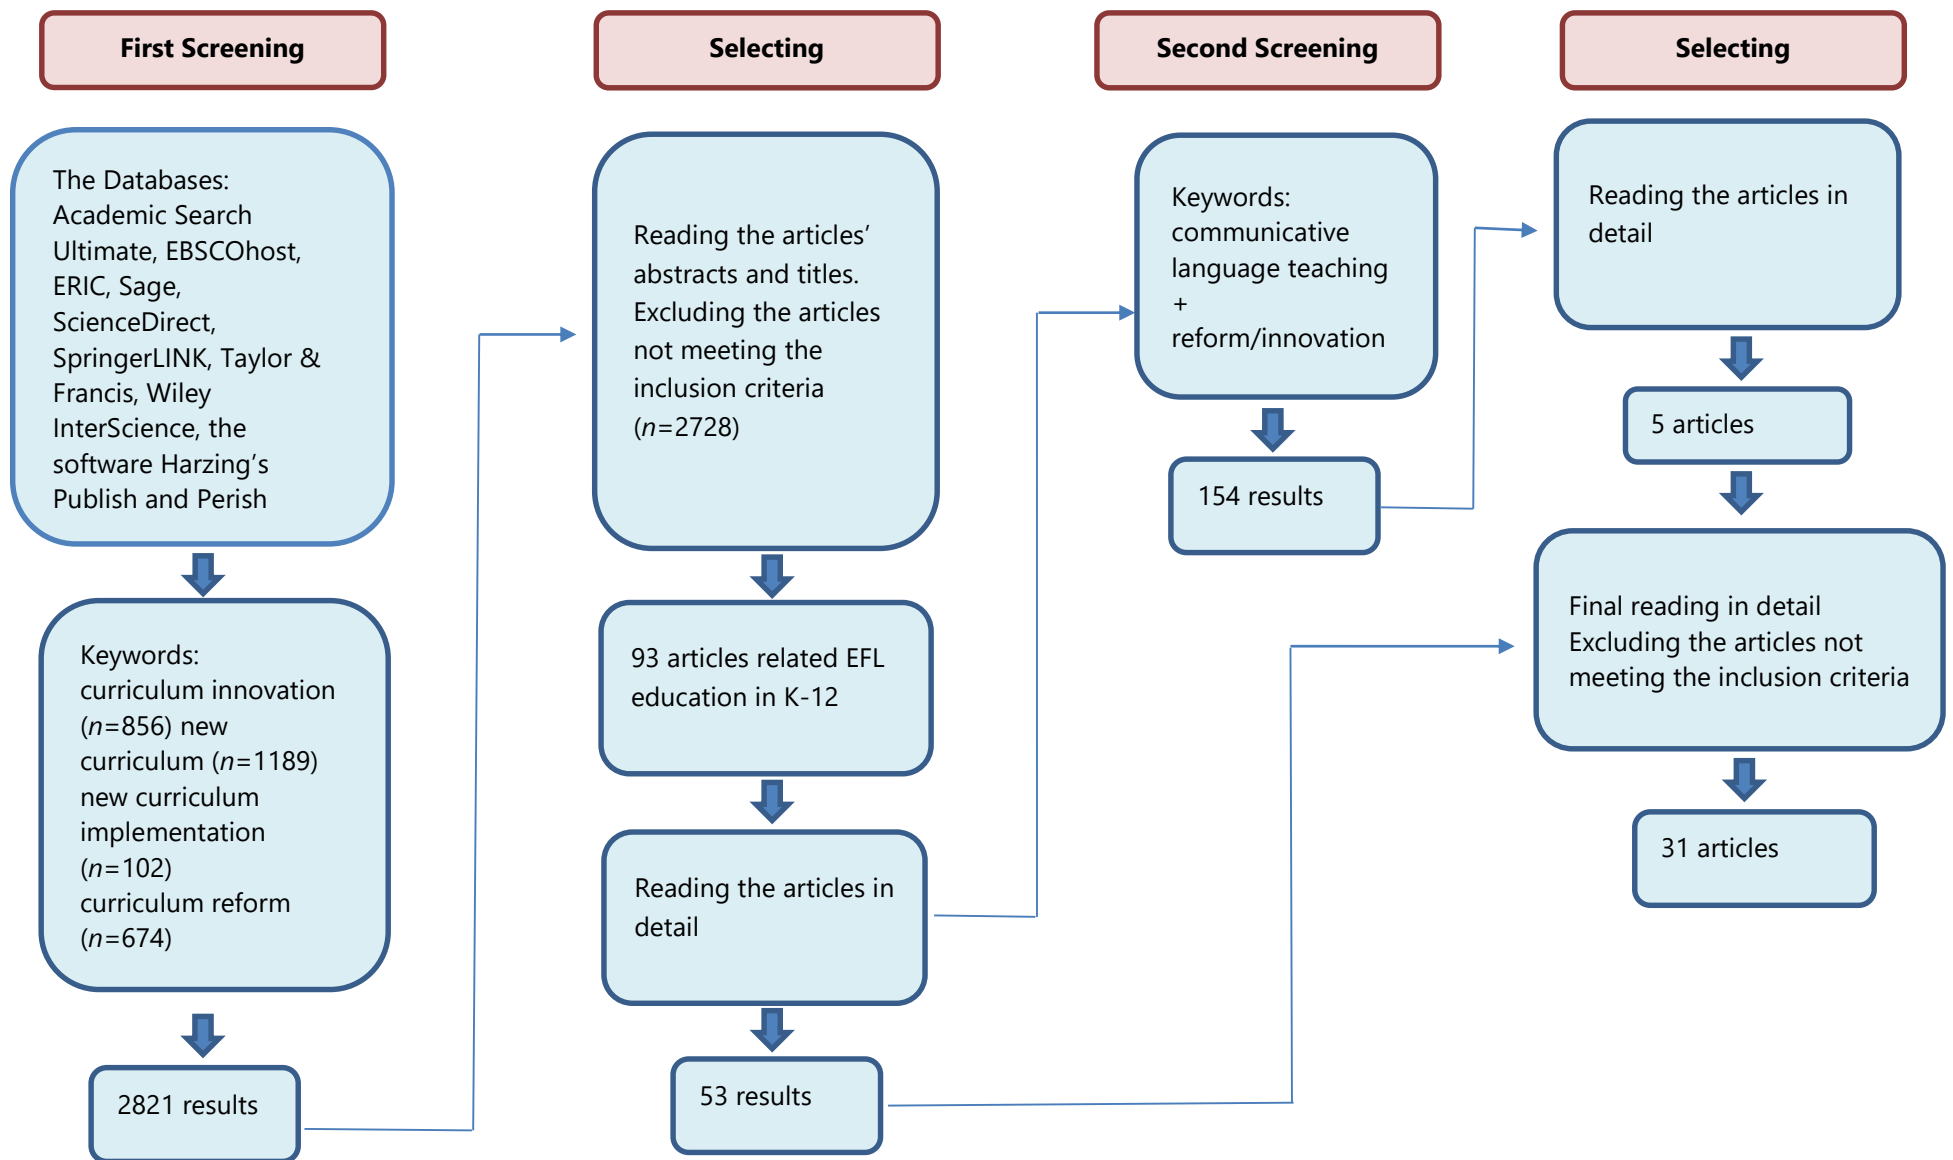 First Screening
The Databases:
Academic Search
Ultimate, EBSCOhost,
ERIC, Sage,
ScienceDirect,
SpringerLINK, Taylor &
Francis, Wiley
InterScience, the
software Harzing’s
Publish and Perish
Keywords:
curriculum innovation
(n=856) new
curriculum (n=1189)
new curriculum
implementation
(n=102)
curriculum reform
(n=674)
2821 results
Selecting
Reading the articles’
abstracts and titles.
Excluding the articles
not meeting the
inclusion criteria
(n=2728)
93 articles related EFL
education in K-12
Reading the articles in
detail
53 results
Second Screening
Keywords:
communicative
language teaching
+
reform/innovation
154 results
Selecting
Reading the articles in
detail
5 articles
Final reading in detail
Excluding the articles not
meeting the inclusion criteria
31 articles